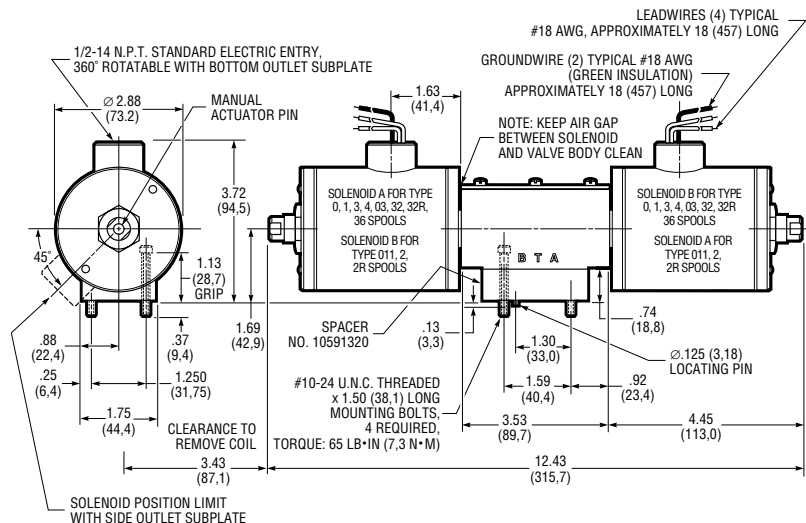 LEADWIRES (4) TYPICAL
#18 AWG, APPROXIMATELY 18 (457) LONG
1/2-14 N.P.T. STANDARD ELECTRIC ENTRY,
360° ROTATABLE WITH BOTTOM OUTLET SUBPLATE
GROUNDWIRE (2) TYPICAL #18 AWG
(GREEN INSULATION)
APPROXIMATELY 18 (457) LONG
Ø 2.88
(73.2)
MANUAL
ACTUATOR PIN
1.63
(41,4)
NOTE: KEEP AIR GAP
BETWEEN SOLENOID
AND VALVE BODY CLEAN
3.72
(94,5)
SOLENOID A FOR TYPE
0, 1, 3, 4, 03, 32, 32R,
36 SPOOLS
SOLENOID B FOR
TYPE 011, 2,
2R SPOOLS
SOLENOID B FOR TYPE
0, 1, 3, 4, 03, 32, 32R,
36 SPOOLS
SOLENOID A FOR
TYPE 011, 2,
2R SPOOLS
45°
1.13
(28,7)
GRIP
B T A
1.69
(42,9)
SPACER
NO. 10591320
.13
(3,3)
.74
(18,8)
.88
(22,4)
.37
(9,4)
1.30
(33,0)
Ø.125 (3,18)
LOCATING PIN
.25
(6,4)
1.250
(31,75)
#10-24 U.N.C. THREADED
x 1.50 (38,1) LONG
MOUNTING BOLTS,
4 REQUIRED,
TORQUE: 65 LB•IN (7,3 N•M)
1.59
(40,4)
.92
(23,4)
1.75
(44,4)
CLEARANCE TO
REMOVE COIL
3.53
(89,7)
4.45
(113,0)
3.43
(87,1)
12.43
(315,7)
SOLENOID POSITION LIMIT
WITH SIDE OUTLET SUBPLATE